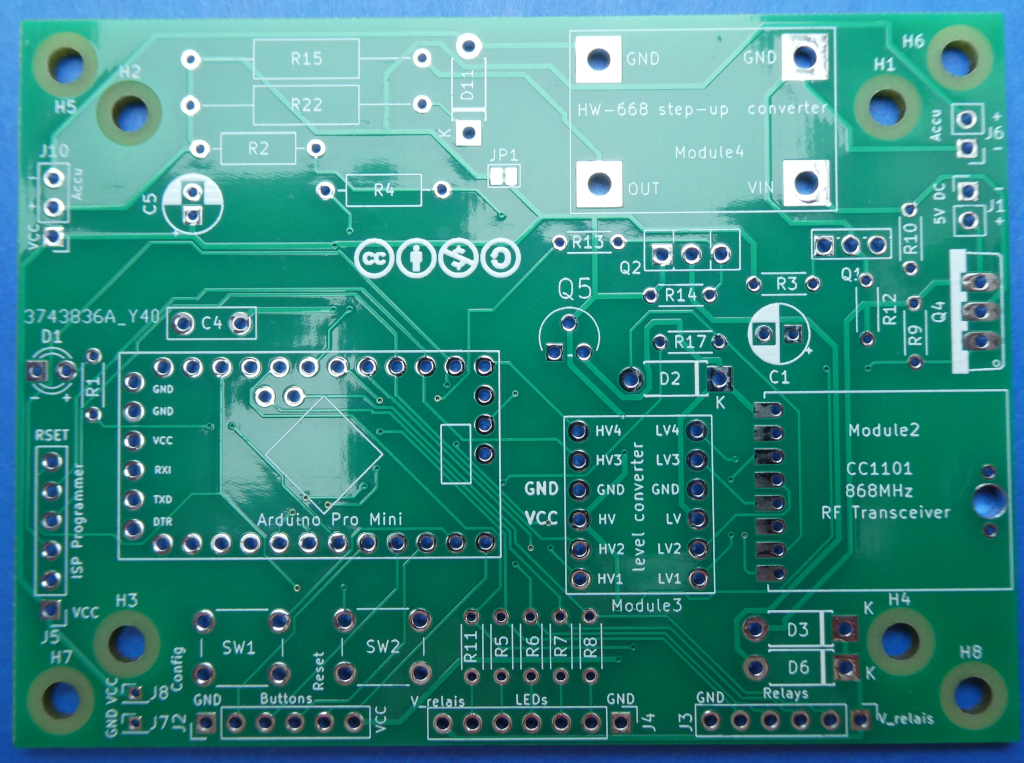 H6
R15
GND
GND
H2
D11
H1
H5
R22
HW-668 step-up converter
K
Accu
+
J6
-
J10
R2
JP1
Module4
-
Accu
+
VCC
C5
+
R4
OUT
VIN
5V DC
-
J1
+
R13
Q2
Q1
R10
cc
3743836A_Y40
C4
Q5
R14
R3
R12
R9
Q4
D1
R1
- +
R17
C1
+
D2
K
GND
GND
VCC
RXI
TXD
DTR
Arduino Pro Mini
RSET
ISP Programmer
VCC
J5
HV4 LV4
HV3 LV3
GND GND GND
VCC HV LV
HV2 LV2
HV1 LV1
level converter
Module3
Module2
CC1101
868MHz
RF Transceiver
H3
SW1
Config
SW2
Reset
R11
R5
R6
R7
R8
D3
K
D6
K
H4
H7
H8
VCC
J8
GND
J7
J2
GND
Buttons
VCC
V_relais
LEDs
GND
J4
J3
GND
Relays
V_relais